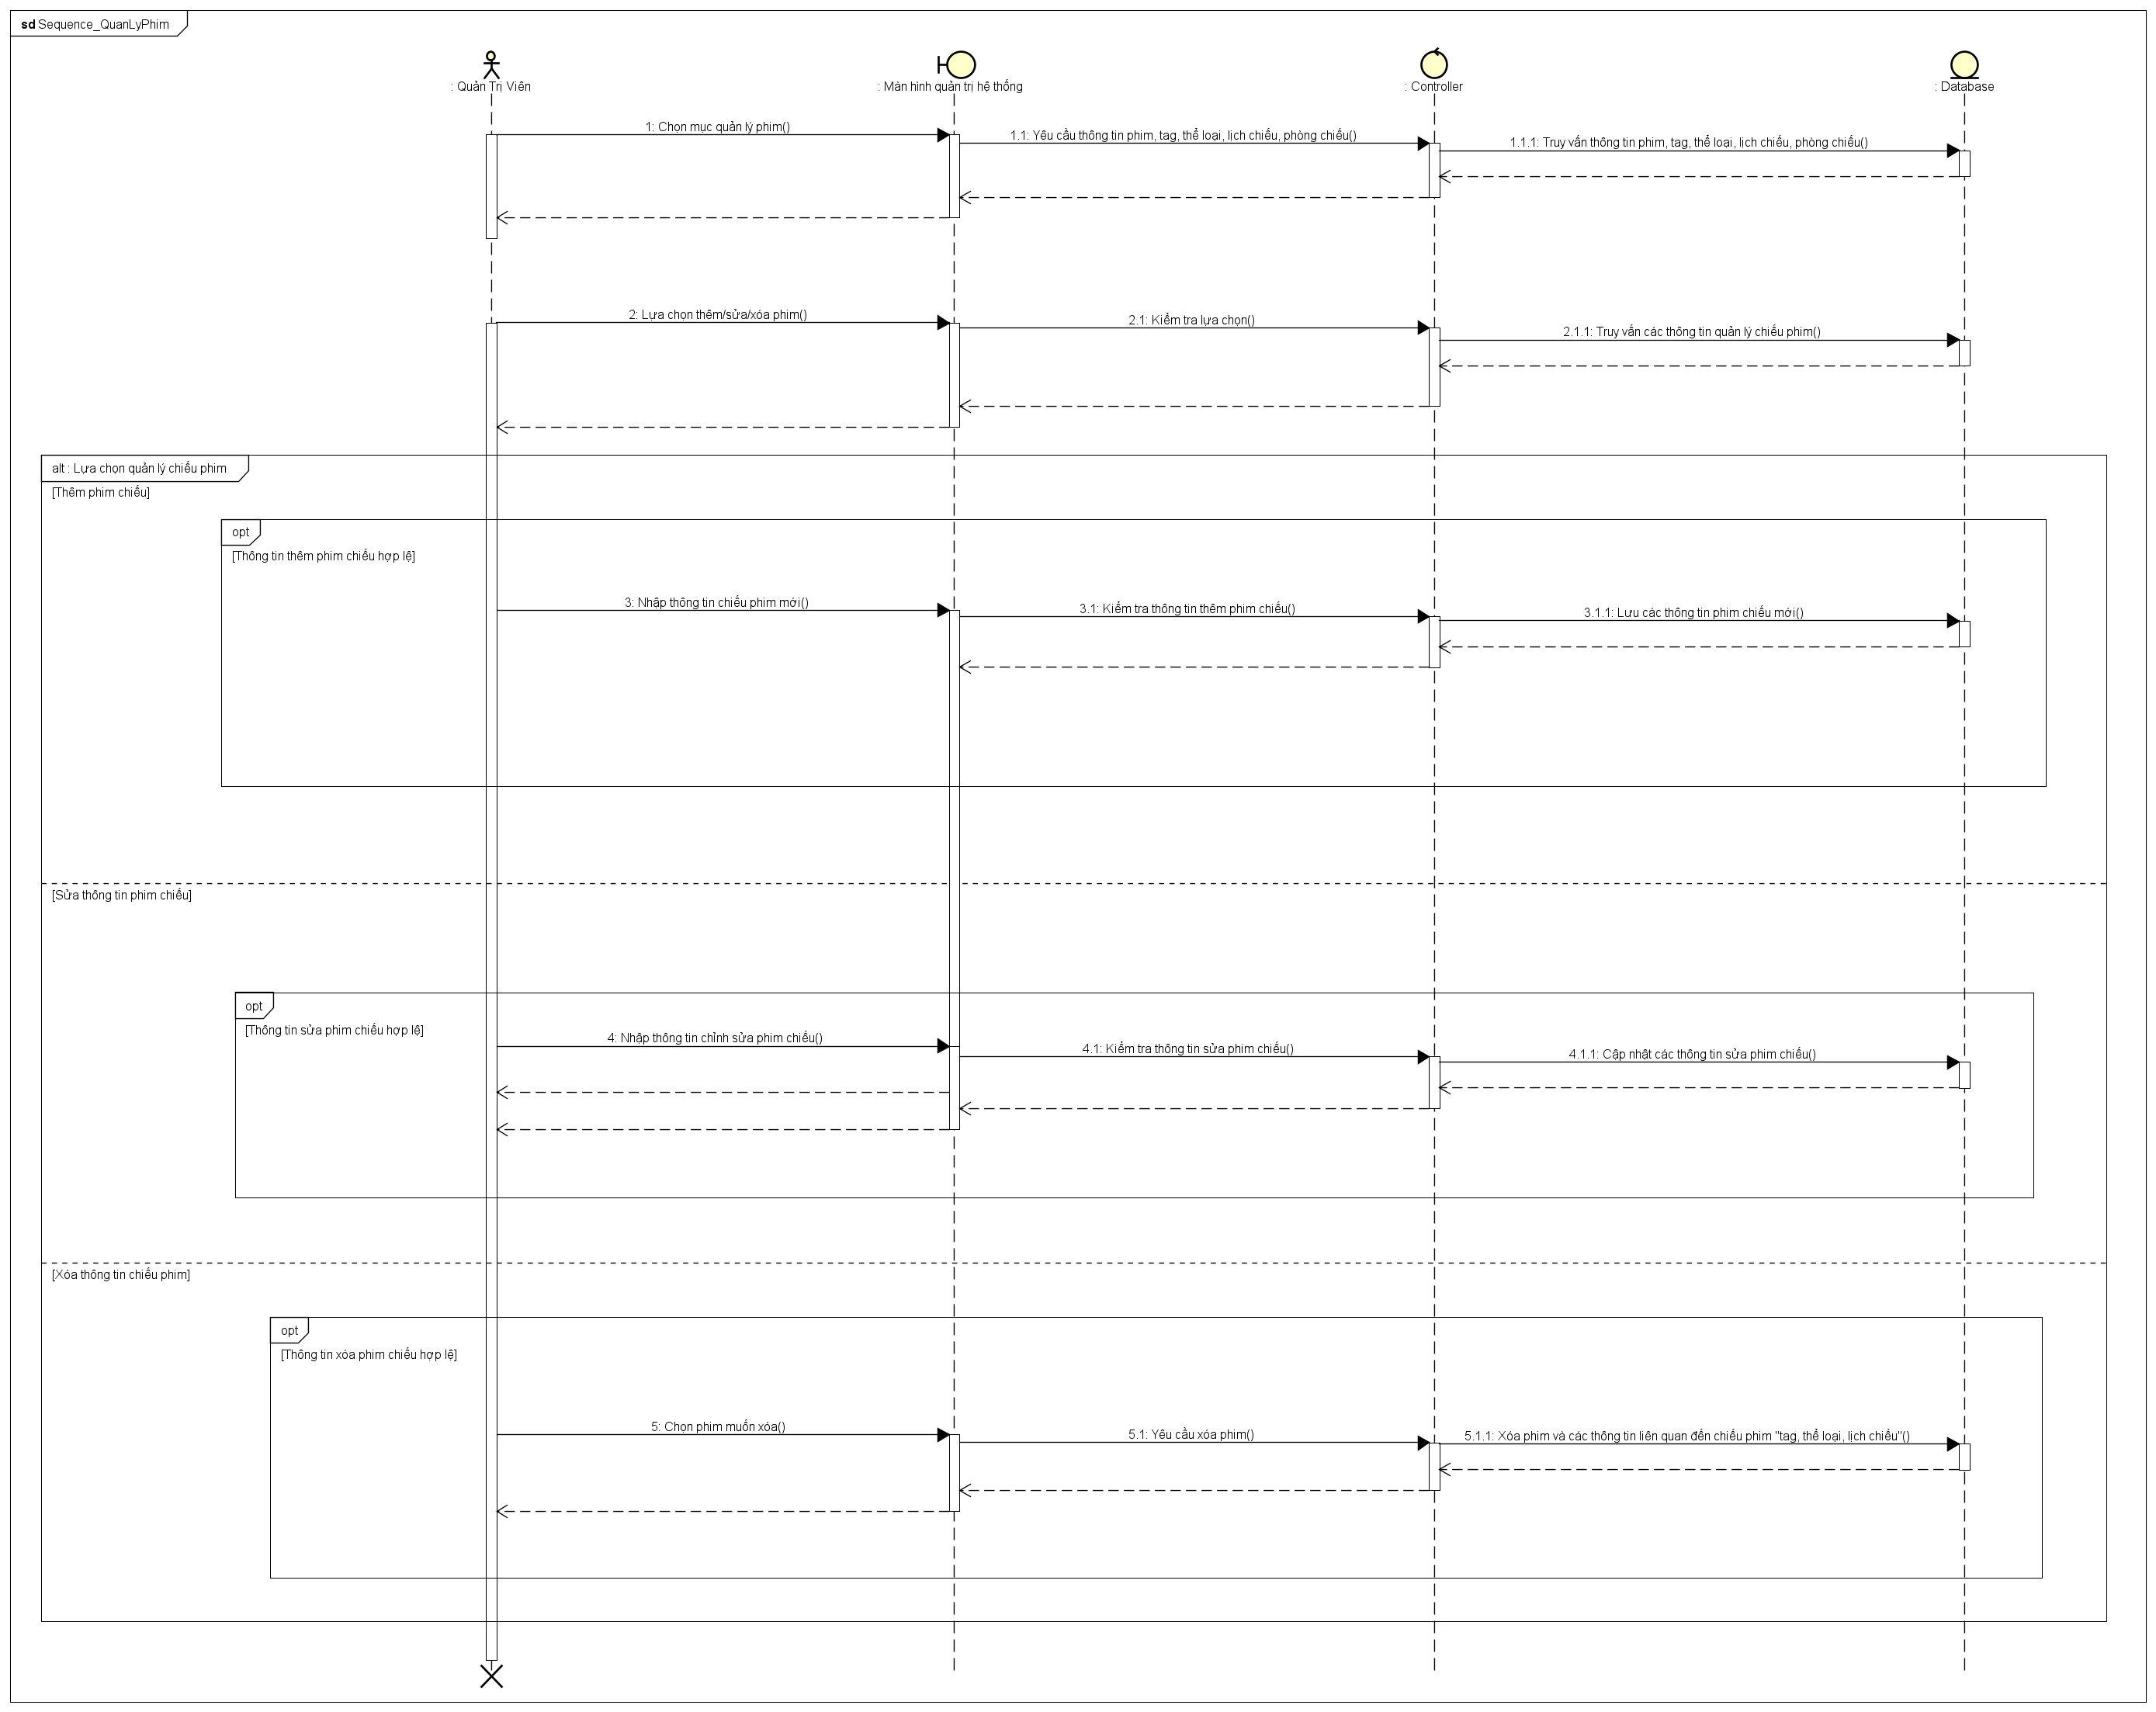 sd Sequence_QuanLyPhim
: Quản Trị Viên
: Màn hình quản trị hệ thống
: Controller
: Database
1: Chọn mục quản lý phim()
1.1: Yêu cầu thông tin phim, tag, thể loại, lịch chiếu, phòng chiếu()
1.1.1: Truy vấn thông tin phim, tag, thể loại, lịch chiếu, phòng chiếu()
2: Lựa chọn thêm/sửa/xóa phim()
2.1: Kiểm tra lựa chọn()
2.1.1: Truy vấn các thông tin quản lý chiếu phim()
alt : Lựa chọn quản lý chiếu phim
[Thêm phim chiếu]
opt
[Thông tin thêm phim chiếu hợp lệ]
3: Nhập thông tin chiếu phim mới()
3.1: Kiểm tra thông tin thêm phim chiếu()
3.1.1: Lưu các thông tin phim chiếu mới()
[Sửa thông tin phim chiếu]
opt
[Thông tin sửa phim chiếu hợp lệ]
4: Nhập thông tin chỉnh sửa phim chiếu()
4.1: Kiểm tra thông tin sửa phim chiếu()
4.1.1: Cập nhật các thông tin sửa phim chiếu()
[Xóa thông tin chiếu phim]
opt
[Thông tin xóa phim chiếu hợp lệ]
5: Chọn phim muốn xóa()
5.1: Yêu cầu xóa phim()
5.1.1: Xóa phim và các thông tin liên quan đến chiếu phim "tag, thể loại, lịch chiếu"()